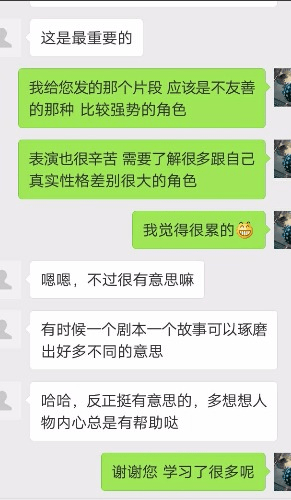 这是最重要的
我给您发的那个片段 应该是不友善
的那种 比较强势的角色
表演也很辛苦 需要了解很多跟自己
真实性格差别很大的角色
我觉得很累的😁
嗯嗯，不过很有意思嘛
有时候一个剧本一个故事可以琢磨
出好多不同的意思
哈哈，反正挺有意思的，多想想人
物内心总是有帮助哒
谢谢您 学习了很多呢